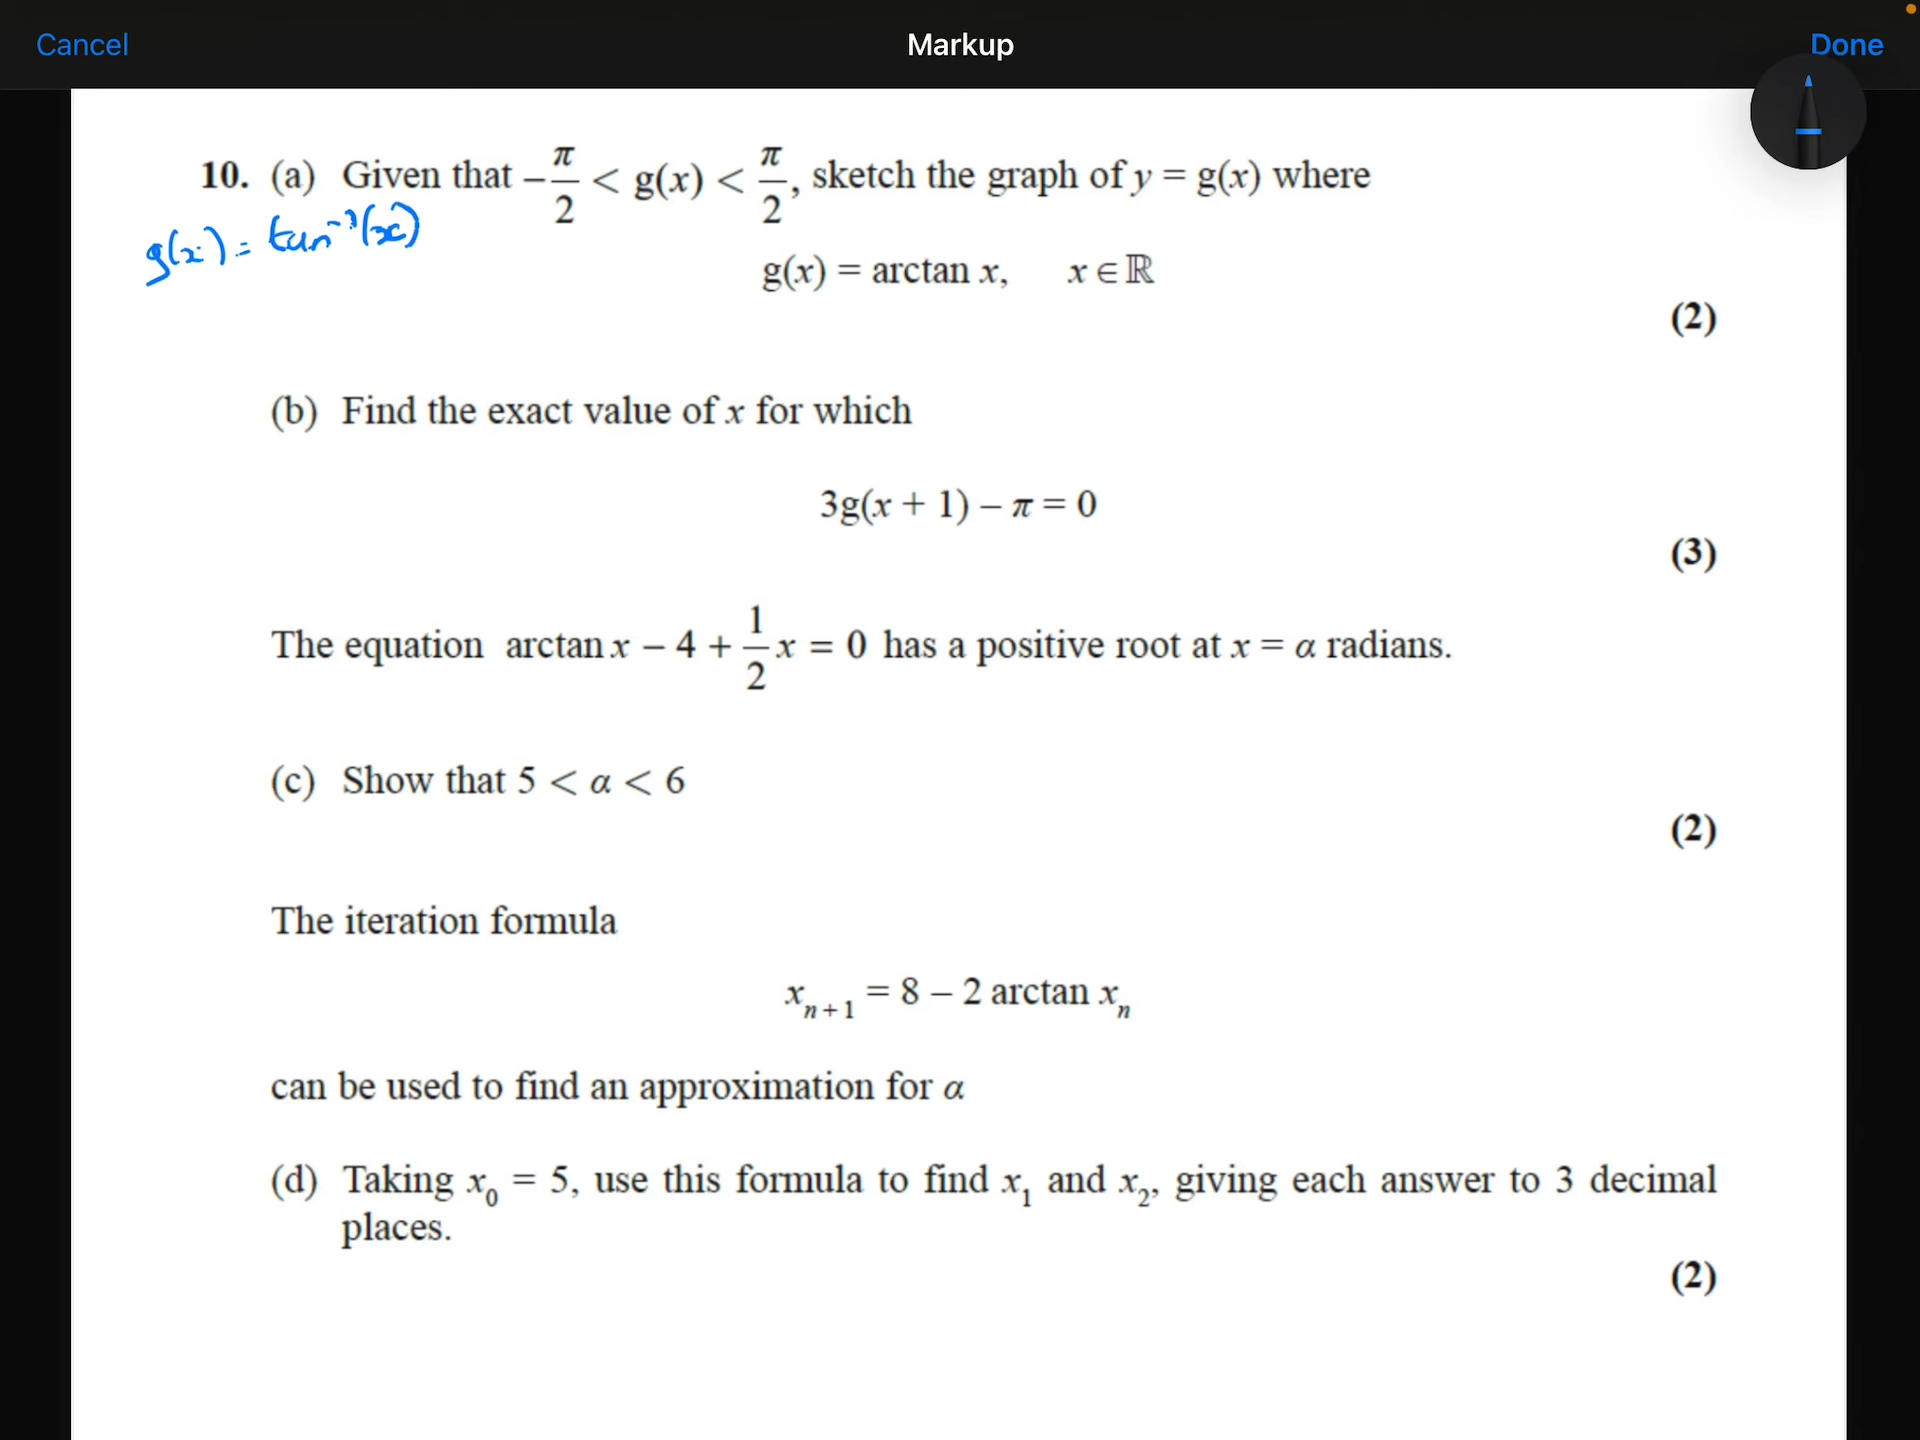 Cancel Markup Done
10. (a) Given that −π/2 < g(x) < π/2, sketch the graph of y = g(x) where
g(x) = tan⁻¹(x)
g(x) = arctan x, x ∈ ℝ
(2)
(b) Find the exact value of x for which
3g(x + 1) – π = 0
(3)
The equation arctan x − 4 + 1/2 x = 0 has a positive root at x = α radians.
(c) Show that 5 < α < 6
(2)
The iteration formula
xₙ₊₁ = 8 – 2 arctan xₙ
can be used to find an approximation for α
(d) Taking x₀ = 5, use this formula to find x₁ and x₂, giving each answer to 3 decimal
places.
(2)